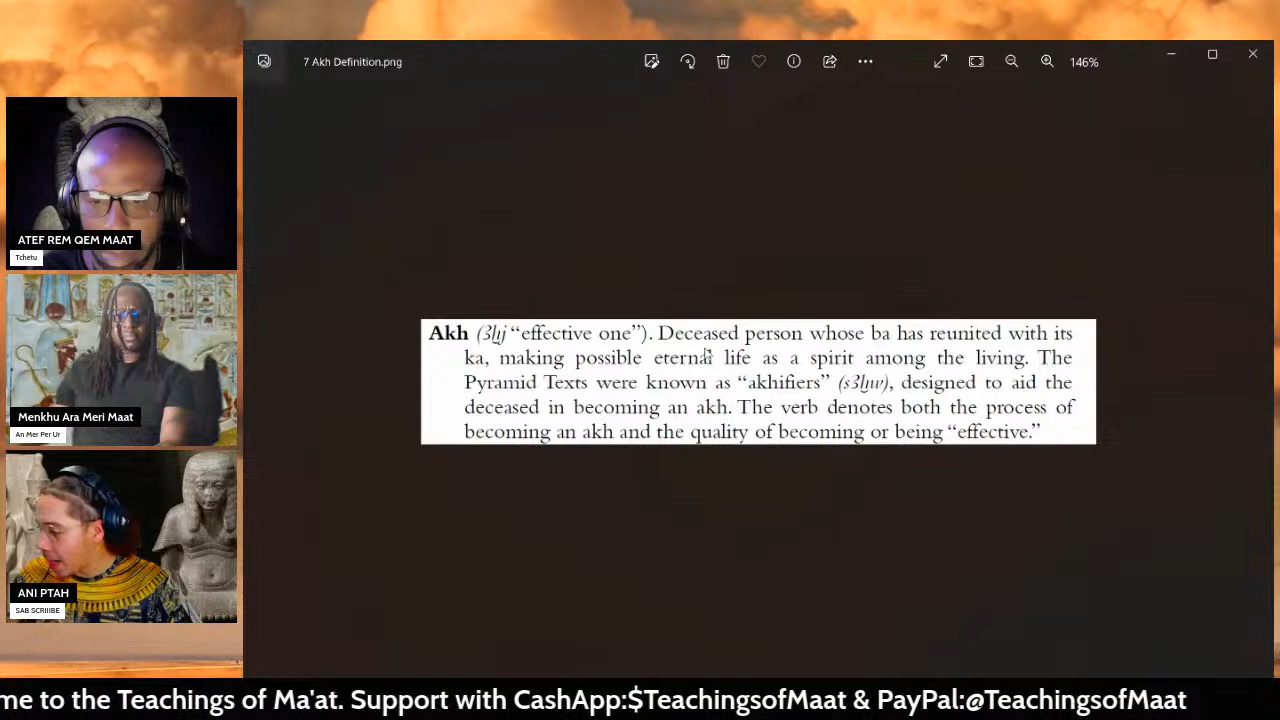 7 Akh Definition.png
146%
ATEF REM QEM MAAT
Tchetu
Menkhu Ara Meri Maat
An Mer Per Ur
ANI PTAH
SAB SCRIIIBE
Akh (3ḫj “effective one”). Deceased person whose ba has reunited with its
ka, making possible eternal life as a spirit among the living. The
Pyramid Texts were known as “akhifiers” (s3ḫw), designed to aid the
deceased in becoming an akh. The verb denotes both the process of
becoming an akh and the quality of becoming or being “effective.”
me to the Teachings of Ma'at. Support with CashApp:$TeachingsofMaat & PayPal:@TeachingsofMaat